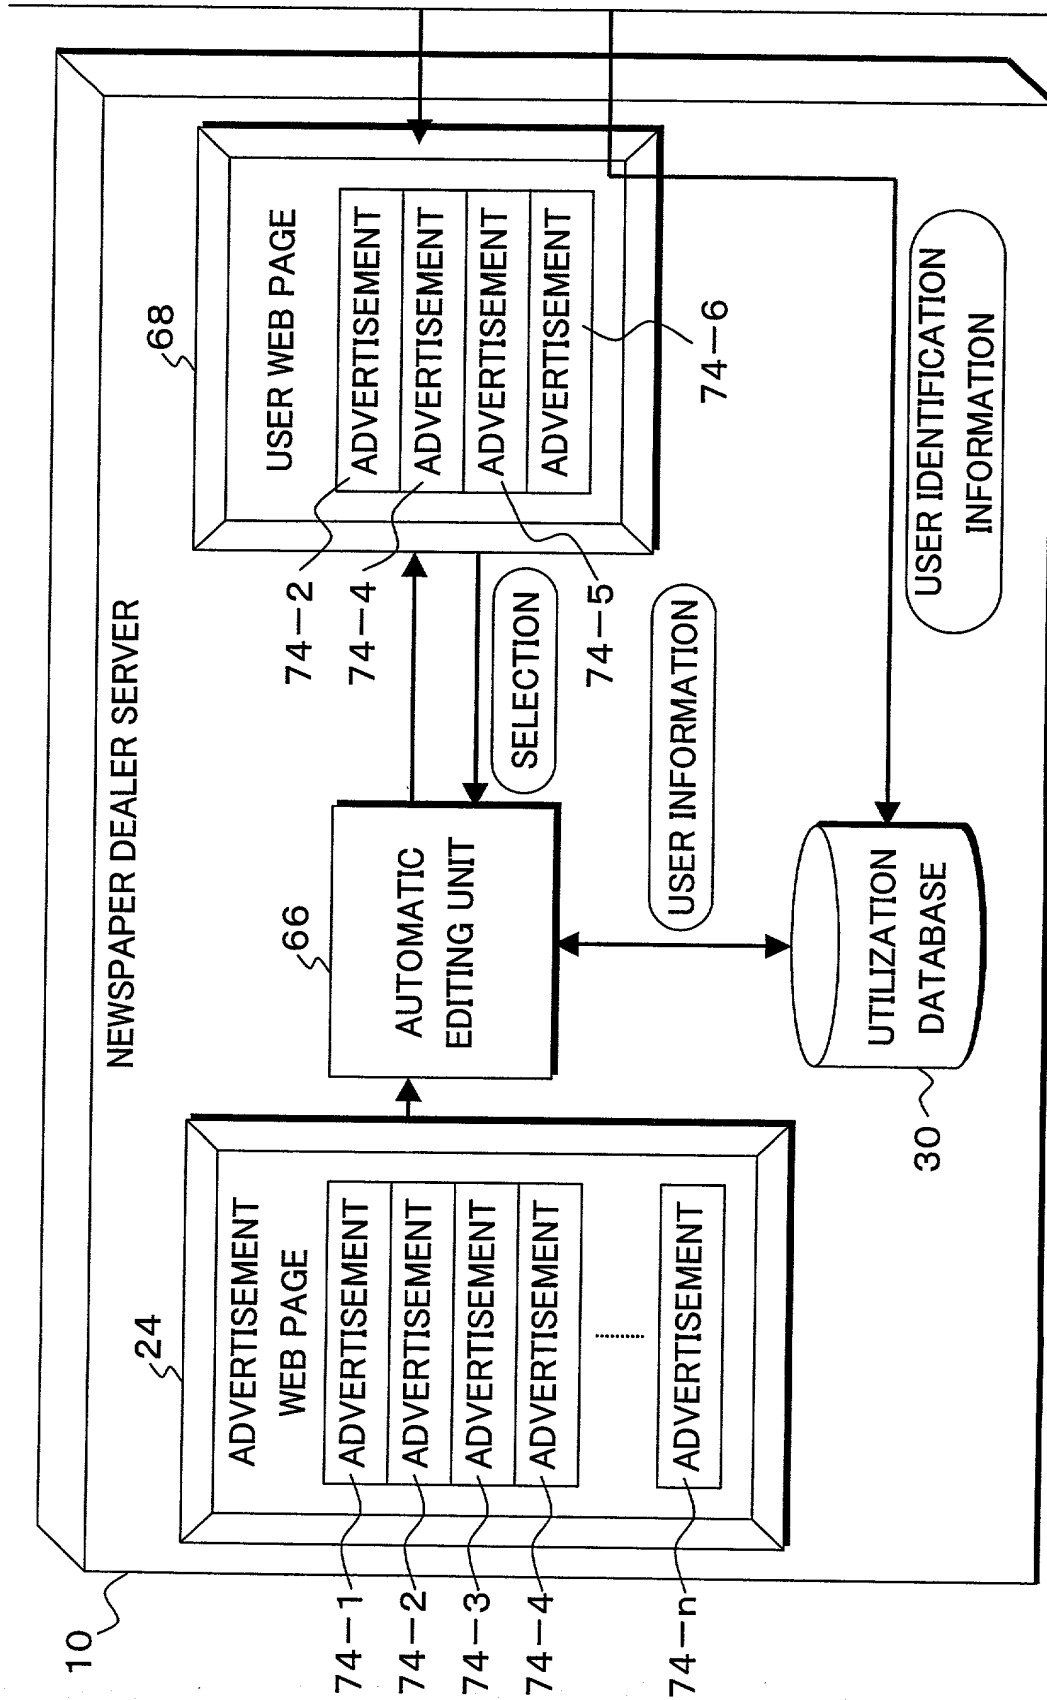 NEWSPAPER DEALER SERVER
10
24
ADVERTISEMENT
WEB PAGE
74-1
ADVERTISEMENT
74-2
ADVERTISEMENT
74-3
ADVERTISEMENT
74-4
ADVERTISEMENT
74-n
ADVERTISEMENT
66
AUTOMATIC
EDITING UNIT
68
USER WEB PAGE
74-2
ADVERTISEMENT
74-4
ADVERTISEMENT
74-5
ADVERTISEMENT
ADVERTISEMENT
74-6
SELECTION
USER INFORMATION
30
UTILIZATION
DATABASE
USER IDENTIFICATION
INFORMATION